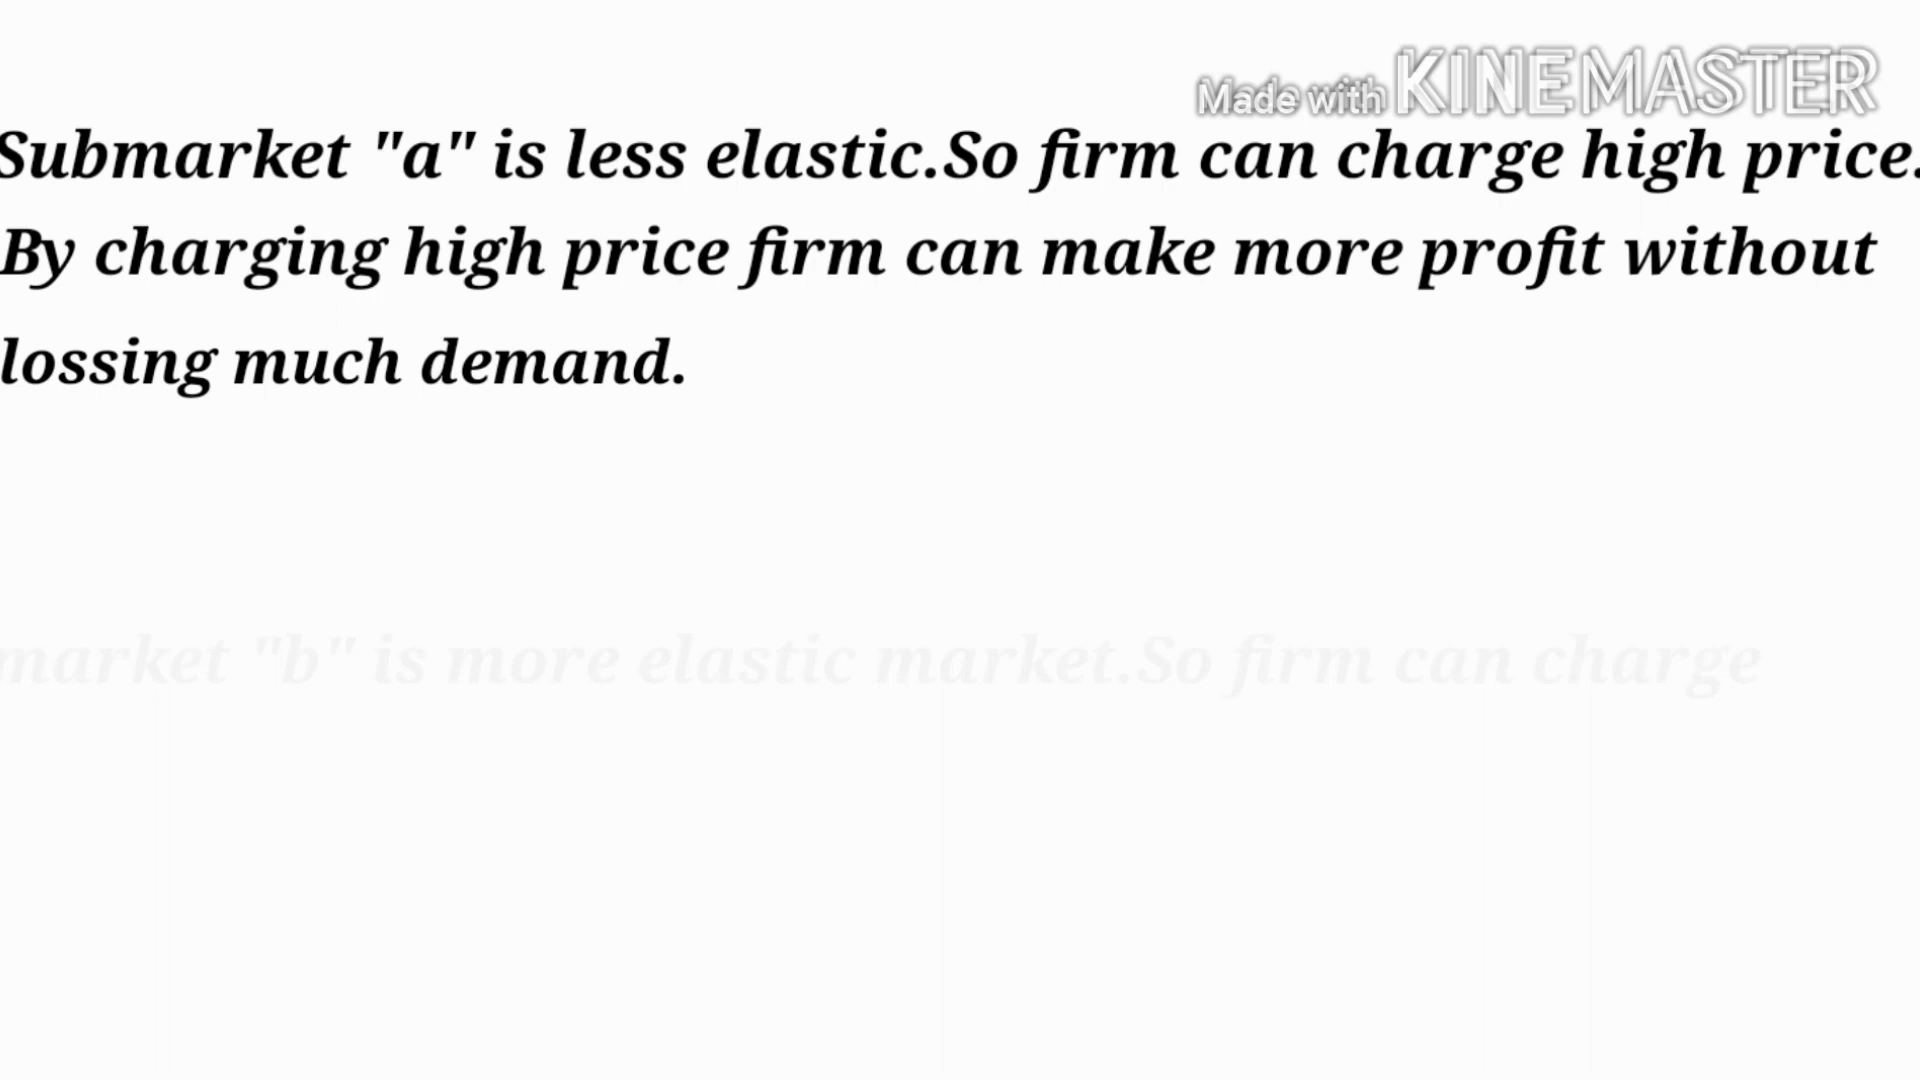 Made with KINEMASTER
Submarket "a" is less elastic.So firm can charge high price.
By charging high price firm can make more profit without
lossing much demand.
market "b" is more elastic market.So firm can charge